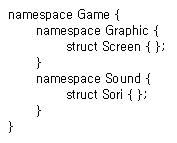 namespace Game {
namespace Graphic {
struct Screen { };
}
namespace Sound {
struct Sori { };
}
}